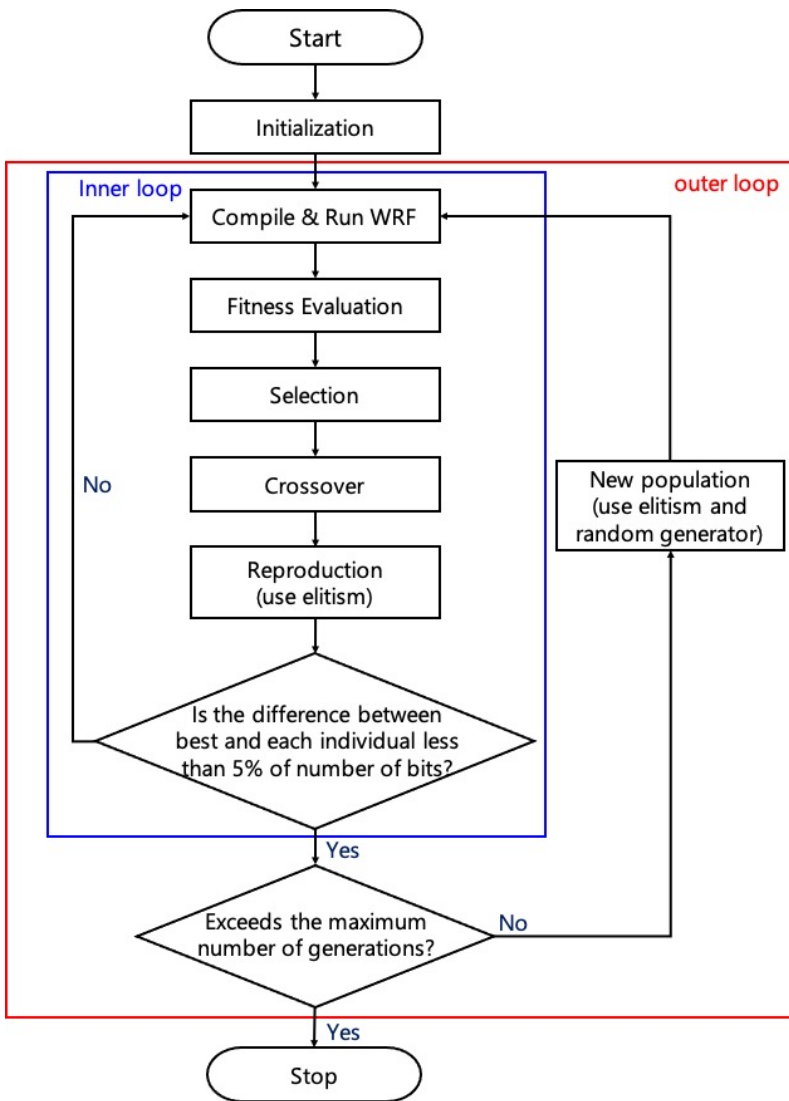 Start
Initialization
Inner loop
outer loop
Compile & Run WRF
Fitness Evaluation
Selection
No
Crossover
New population
(use elitism and
random generator)
Reproduction
(use elitism)
Is the difference between
best and each individual less
than 5% of number of bits?
Yes
Exceeds the maximum
number of generations?
No
Yes
Stop